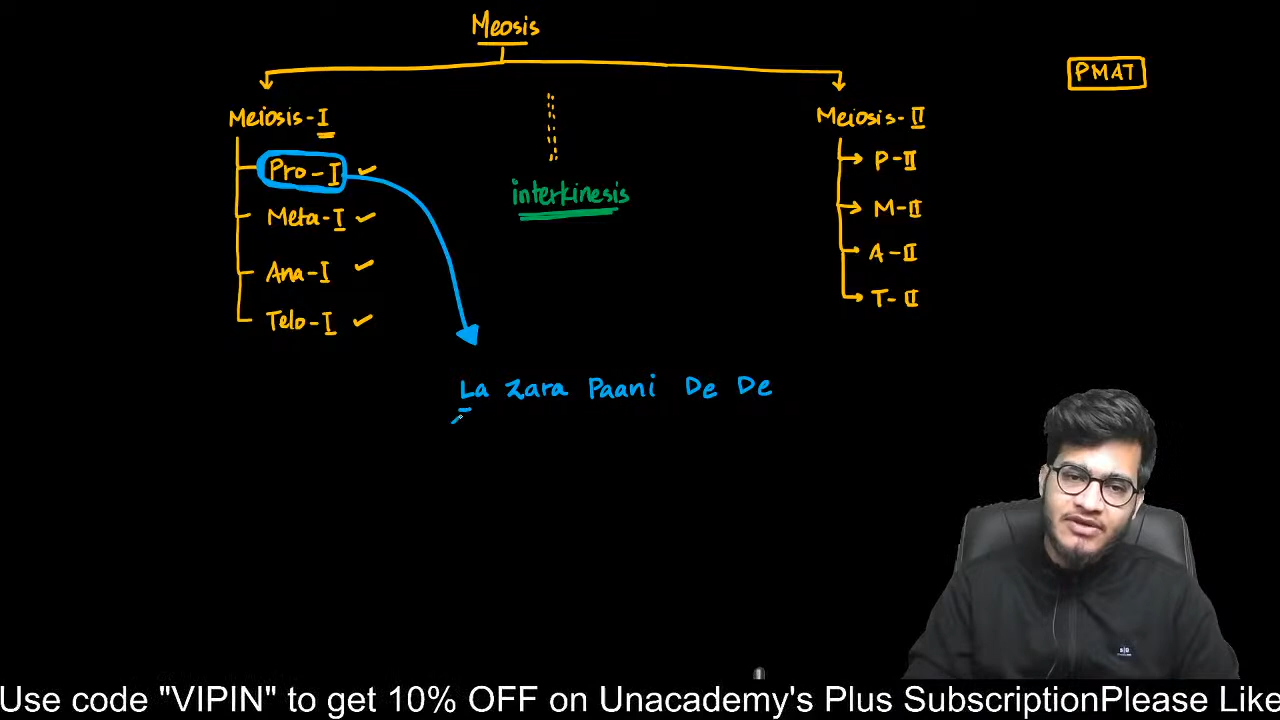 Meosis
PMAT
Meiosis-I
Meiosis-II
Pro-I
P-II
interkinesis
Meta-I
M-II
Ana-I
A-II
Telo-I
T-II
La Zara Paani De De
Use code "VIPIN" to get 10% OFF on Unacademy's Plus SubscriptionPlease Like